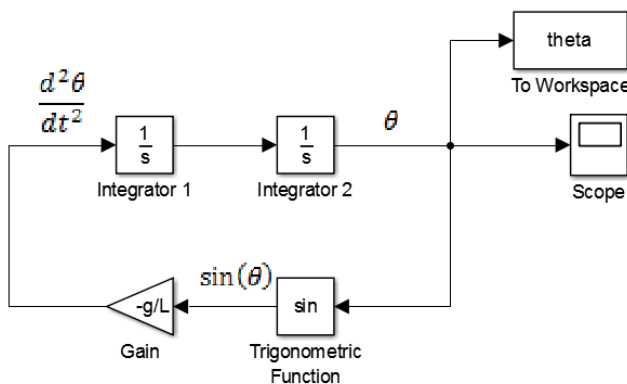 theta
To Workspace
d²θ
dt²
1
s
Integrator 1
1
s
Integrator 2
θ
Scope
-g/L
Gain
sin(θ)
sin
Trigonometric
Function